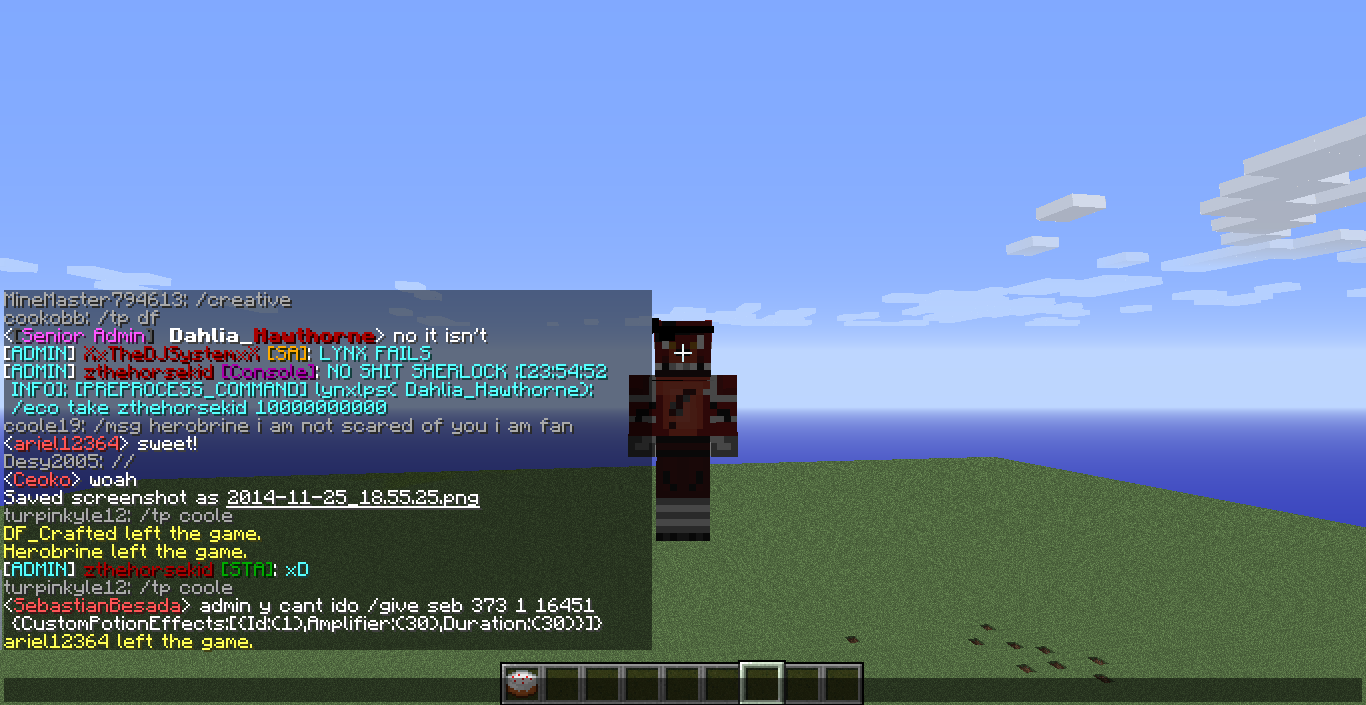 MineMaster794613: /creative
cookobb: /tp df
<[Senior Admin] Dahlia_Hawthorne> no it isn't
[ADMIN] XxTheDJSystemxX [SA]: LYNX FAILS
[ADMIN] zthehorsekid [Console]: NO SHIT SHERLOCK :[23:54:52
INFO]: [PREPROCESS_COMMAND] lynxlps( Dahlia_Hawthorne):
/eco take zthehorsekid 10000000000
coole19: /msg herobrine i am not scared of you i am fan
<ariel12364> sweet!
Desy2005: //
<Ceoko> woah
Saved screenshot as 2014-11-25_18.55.25.png
turpinkyle12: /tp coole
DF_Crafted left the game.
Herobrine left the game.
[ADMIN] zthehorsekid [STA]: xD
turpinkyle12: /tp coole
<SebastianBesada> admin y cant ido /give seb 373 1 16451
{CustomPotionEffects:[{Id:(1),Amplifier:(30),Duration:(30)}]}
ariel12364 left the game.